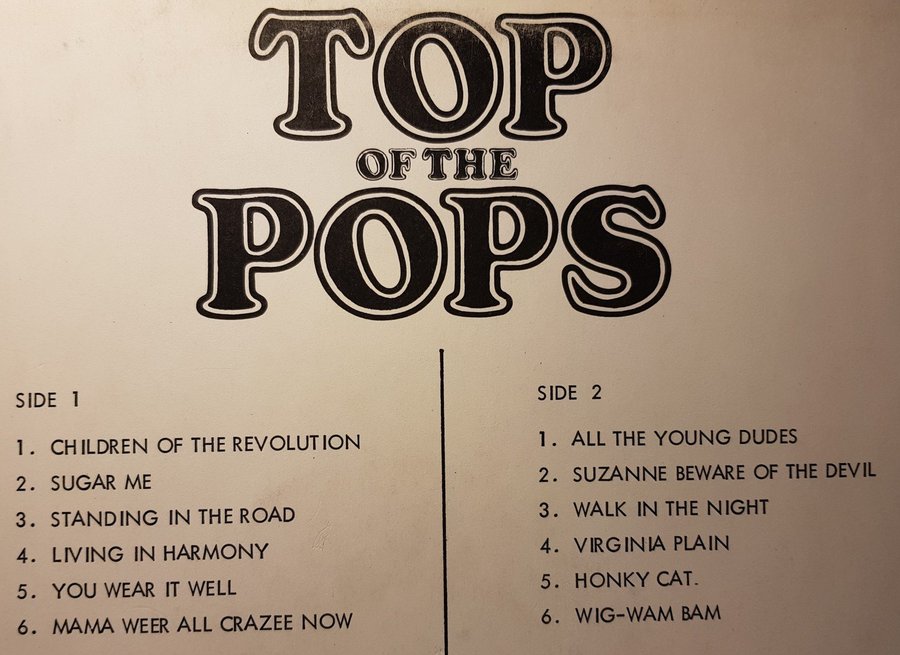 TOP
OF THE
POPS
SIDE 1
1. CHILDREN OF THE REVOLUTION
2. SUGAR ME
3. STANDING IN THE ROAD
4. LIVING IN HARMONY
5. YOU WEAR IT WELL
6. MAMA WEER ALL CRAZEE NOW
SIDE 2
1. ALL THE YOUNG DUDES
2. SUZANNE BEWARE OF THE DEVIL
3. WALK IN THE NIGHT
4. VIRGINIA PLAIN
5. HONKY CAT.
6. WIG-WAM BAM